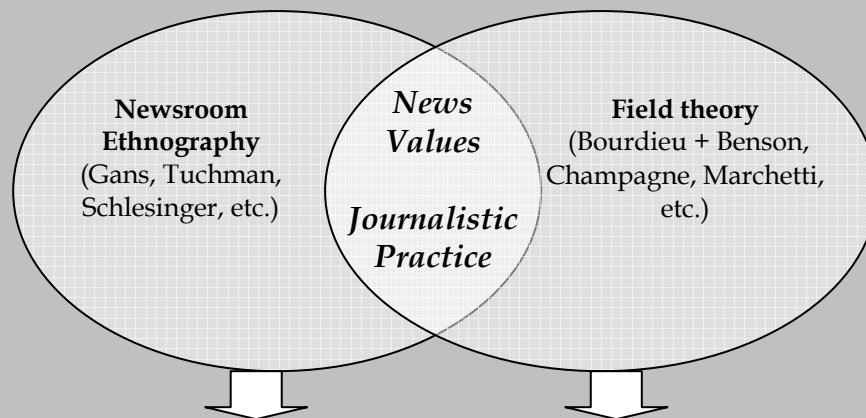 Newsroom
Ethnography
(Gans, Tuchman,
Schlesinger, etc.)
News
Values
Journalistic
Practice
Field theory
(Bourdieu + Benson,
Champagne, Marchetti,
etc.)